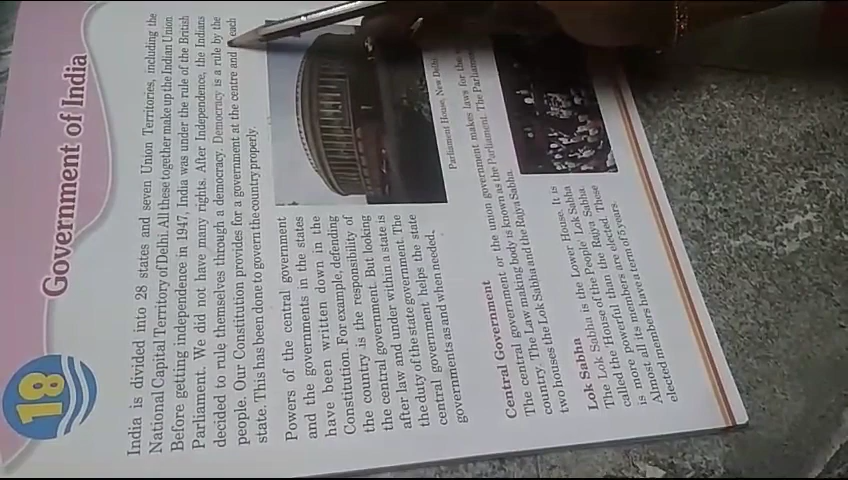 18
Government of India
India is divided into 28 states and seven Union Territories, including the
National Capital Territory of Delhi. All these together make up the Indian Union
Before getting independence in 1947, India was under the rule of the British
Parliament. We did not have many rights. After Independence, the Indians
decided to rule themselves through a democracy. Democracy is a rule by the
people. Our Constitution provides for a government at the centre and each
state. This has been done to govern the country properly.
Powers of the central government
and the governments in the states
have been written down in the
Constitution. For example, defending
the country is the responsibility of
the central government. But looking
after law and under within a state is
the duty of the state government. The
central government helps the state
governments as and when needed.
Parliament House, New Delhi
Central Government
The central government or the union government makes laws for the
country. The Law making body is known as the Parliament. The Parliament
two houses the Lok Sabha and the Rajya Sabha.
Lok Sabha
The Lok Sabha is the Lower House. It is
called the House of the People' Lok Sabha
is more powerful than the Rajya Sabha.
Almost all its members are elected. These
elected members have a term of 5 years.